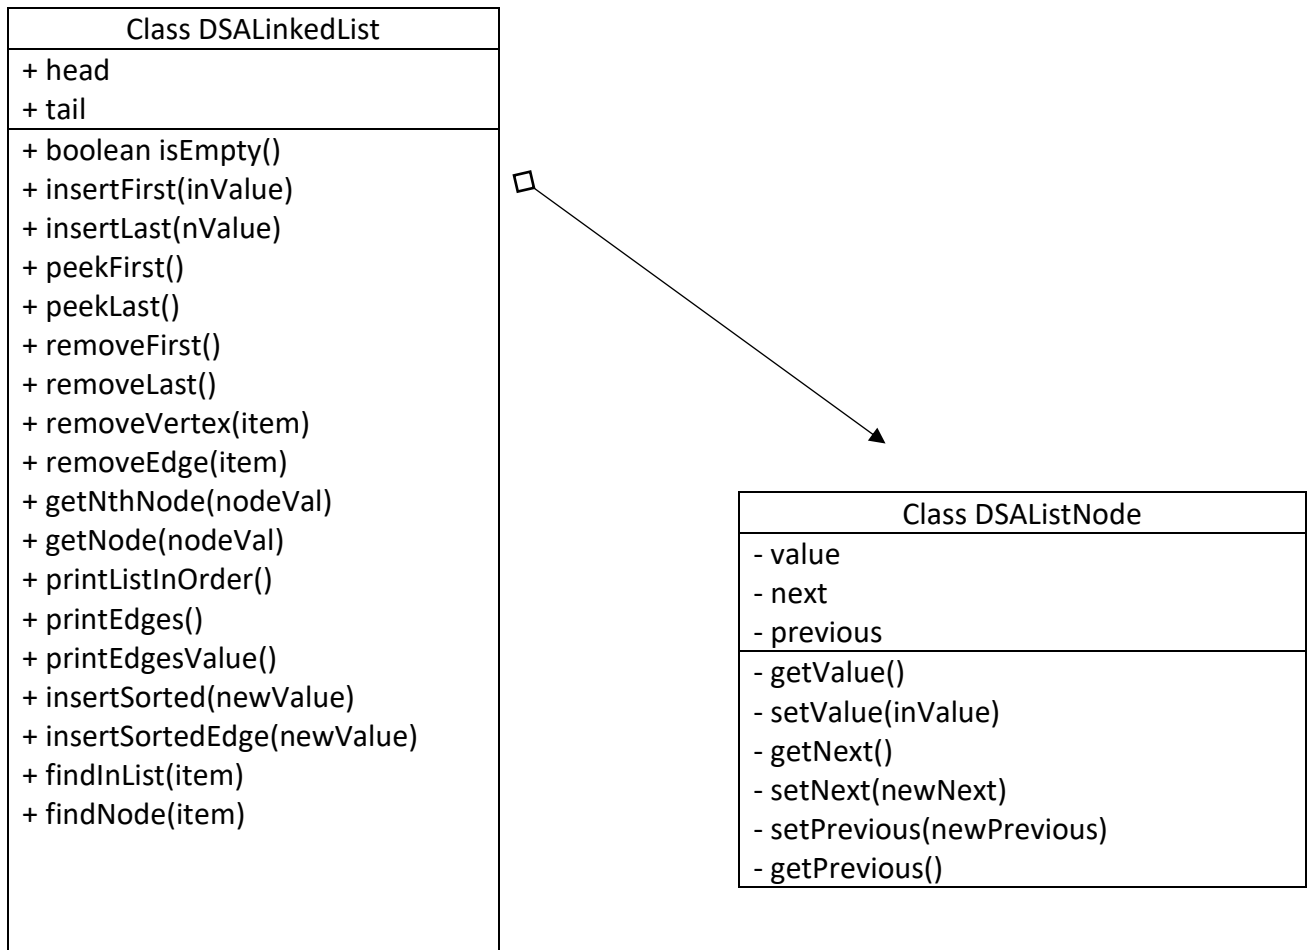 Class DSALinkedList
+ head
+ tail
+ boolean isEmpty()
+ insertFirst(inValue)
+ insertLast(nValue)
+ peekFirst()
+ peekLast()
+ removeFirst()
+ removeLast()
+ removeVertex(item)
+ removeEdge(item)
+ getNthNode(nodeVal)
+ getNode(nodeVal)
+ printListInOrder()
+ printEdges()
+ printEdgesValue()
+ insertSorted(newValue)
+ insertSortedEdge(newValue)
+ findInList(item)
+ findNode(item)
Class DSAListNode
- value
- next
- previous
- getValue()
- setValue(inValue)
- getNext()
- setNext(newNext)
- setPrevious(newPrevious)
- getPrevious()